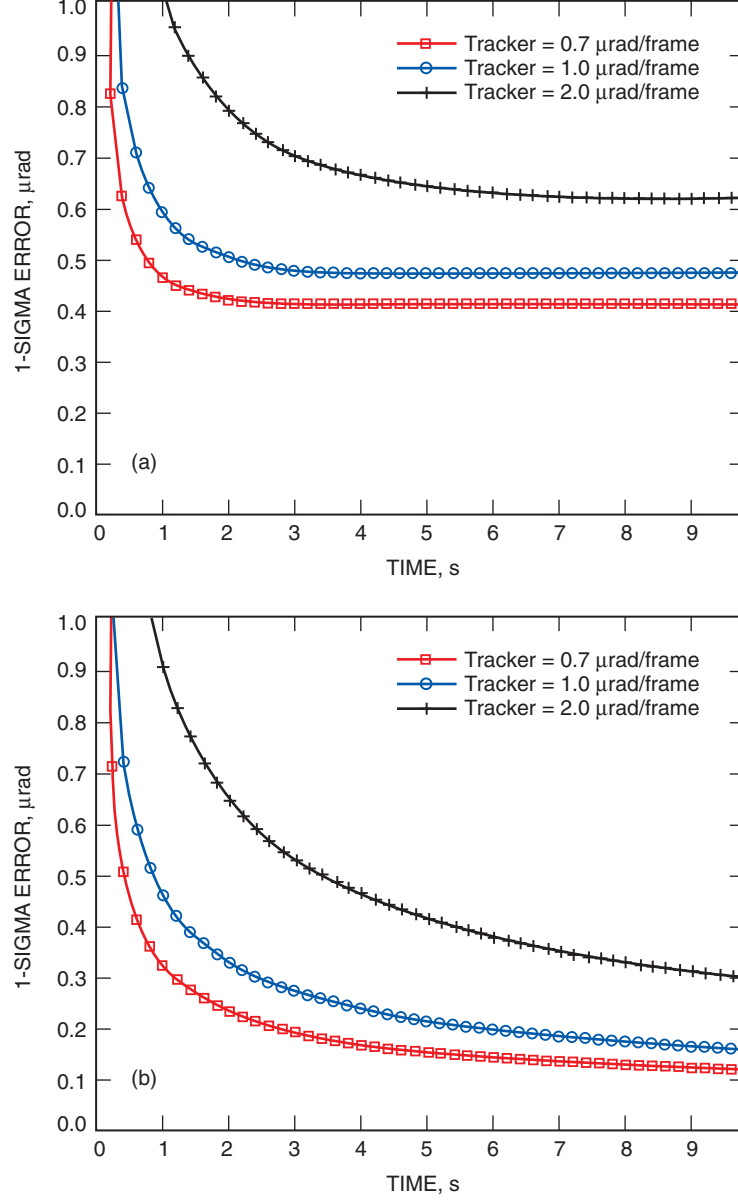 1.0
0.9
0.8
0.7
0.6
0.5
0.4
0.3
0.2
0.1
0.0
1-SIGMA ERROR, μrad
Tracker = 0.7 μrad/frame
Tracker = 1.0 μrad/frame
Tracker = 2.0 μrad/frame
(a)
0 1 2 3 4 5 6 7 8 9
TIME, s
1.0
0.9
0.8
0.7
0.6
0.5
0.4
0.3
0.2
0.1
0.0
1-SIGMA ERROR, μrad
Tracker = 0.7 μrad/frame
Tracker = 1.0 μrad/frame
Tracker = 2.0 μrad/frame
(b)
0 1 2 3 4 5 6 7 8 9
TIME, s